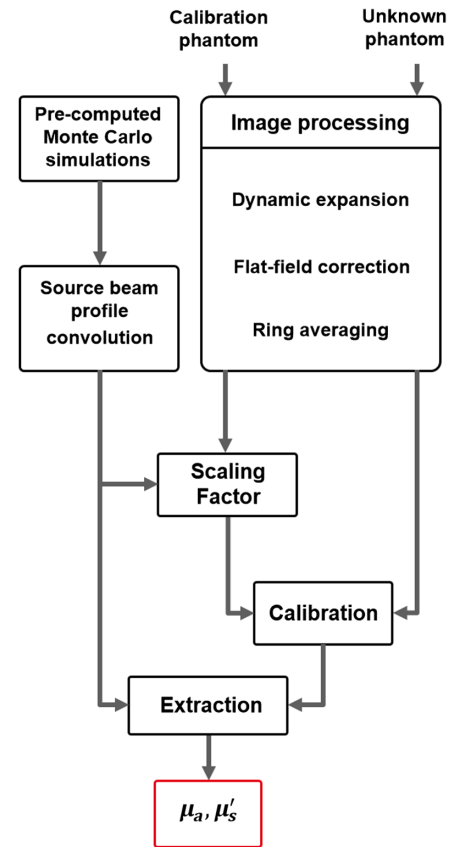 Calibration
phantom
Unknown
phantom
Pre-computed
Monte Carlo
simulations
Image processing
Dynamic expansion
Flat-field correction
Ring averaging
Source beam
profile
convolution
Scaling
Factor
Calibration
Extraction
μₐ, μ′ₛ